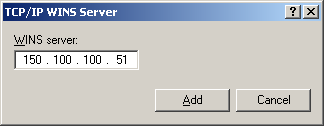 TCP/IP WINS Server
WINS server:
150 . 100 . 100 . 51
Add
Cancel